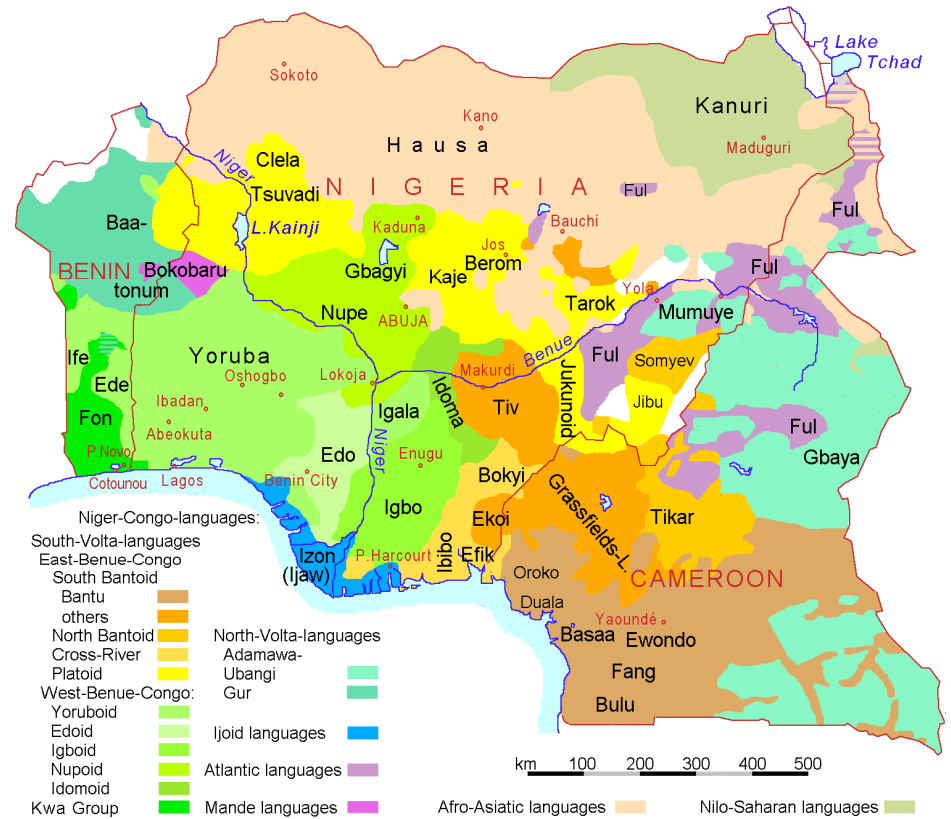 Lake
Tchad
Sokoto
Kanuri
Kano
Hausa
Maduguri
Niger
Clela
Tsuvadi
NIGERIA
Ful
Ful
Baa-
L.Kainji
Kaduna
Bauchi
Jos
Berom
BENIN
Bokobaru
tonum
Gbagyi
Kaje
Ful
Yola
Tarok
Mumuye
Nupe
ABUJA
Benue
Ife
Yoruba
Ful
Somyev
Ede
Oshogbo
Lokoja
Makurdi
Jukunoid
Jibu
Idoma
Tiv
Fon
Ibadan
Igala
Abeokuta
Ful
Gbaya
P.Novo
Edo
Niger
Enugu
Bokyi
Cotounou
Lagos
Benin City
Grassfields-L.
Igbo
Ekoi
Tikar
Izon
(Ijaw)
P.Harcourt
Ibibo
Efik
Oroko
CAMEROON
Duala
Yaoundé
Basaa
Ewondo
Fang
Bulu
Niger-Congo-languages:
South-Volta-languages
East-Benue-Congo
South Bantoid
Bantu
others
North Bantoid
Cross-River
Platoid
West-Benue-Congo:
Yoruboid
Edoid
Igboid
Nupoid
Idomoid
Kwa Group
North-Volta-languages
Adamawa-
Ubangi
Gur
Ijoid languages
Atlantic languages
Mande languages
km 0 100 200 300 400 500
Afro-Asiatic languages
Nilo-Saharan languages